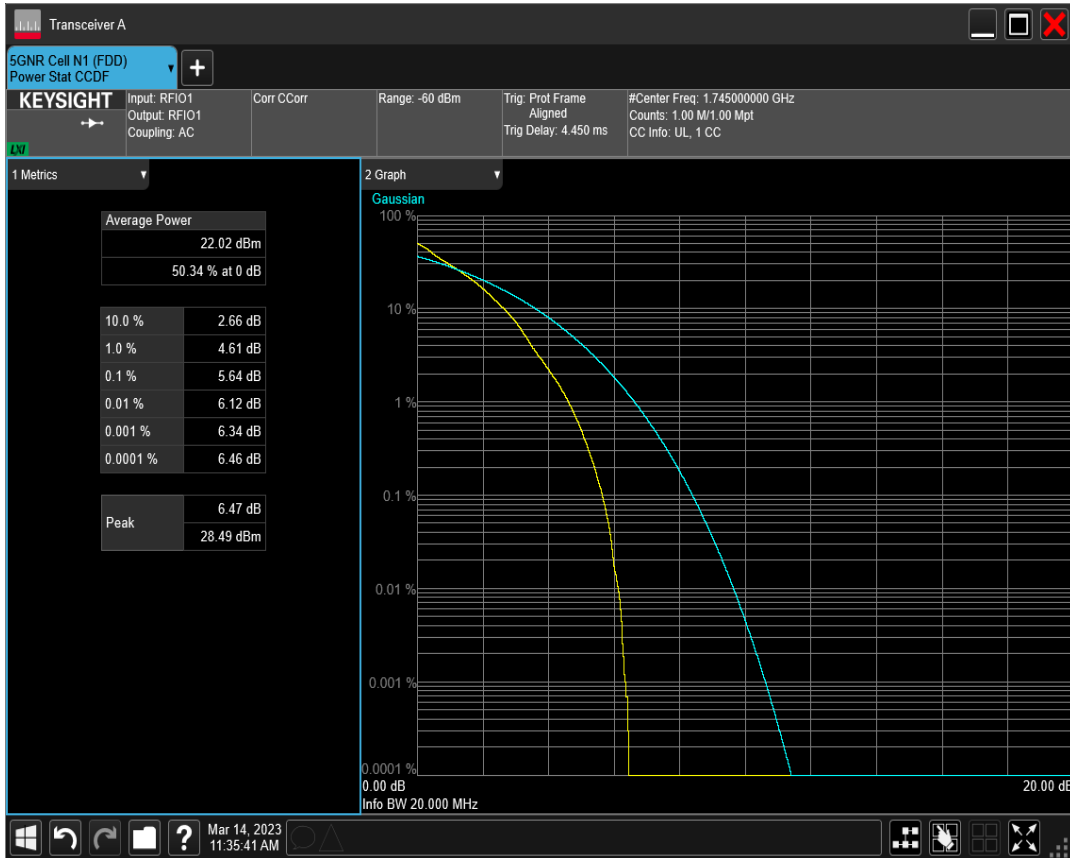 Transceiver A
5GNR Cell N1 (FDD)
Power Stat CCDF
+
KEYSIGHT
LXI
Input: RFIO1
Output: RFIO1
Coupling: AC
Corr CCorr
Range: -60 dBm
Trig: Prot Frame
Aligned
Trig Delay: 4.450 ms
#Center Freq: 1.745000000 GHz
Counts: 1.00 M/1.00 Mpt
CC Info: UL, 1 CC
1 Metrics
Average Power
22.02 dBm
50.34 % at 0 dB
10.0 % 2.66 dB
1.0 % 4.61 dB
0.1 % 5.64 dB
0.01 % 6.12 dB
0.001 % 6.34 dB
0.0001 % 6.46 dB
Peak 6.47 dB
28.49 dBm
2 Graph
Gaussian
100 %
10 %
1 %
0.1 %
0.01 %
0.001 %
0.0001 %
0.00 dB 20.00 dB
Info BW 20.000 MHz
?
Mar 14, 2023
11:35:41 AM